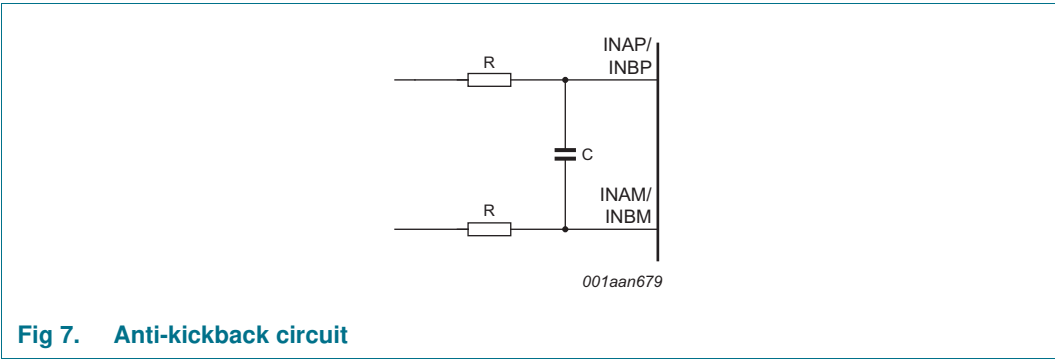 INAP/
INBP
R
C
INAM/
INBM
R
001aan679
Fig 7. Anti-kickback circuit